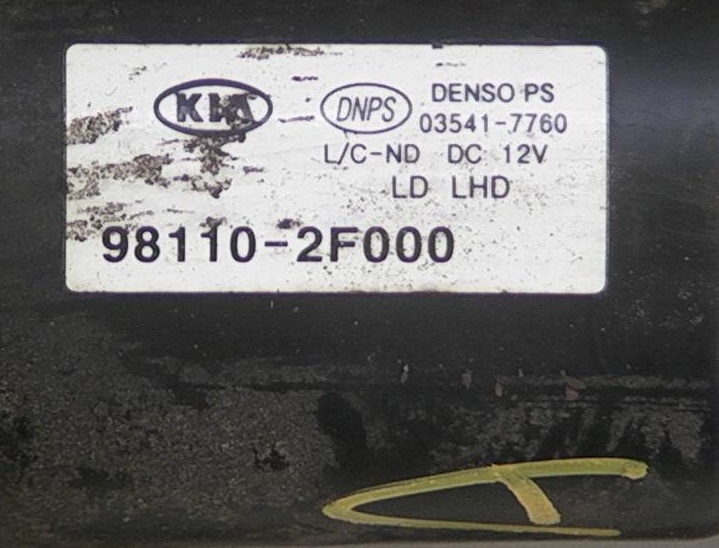 KIA DNPS DENSO PS
03541-7760
L/C-ND DC 12V
LD LHD
98110-2F000